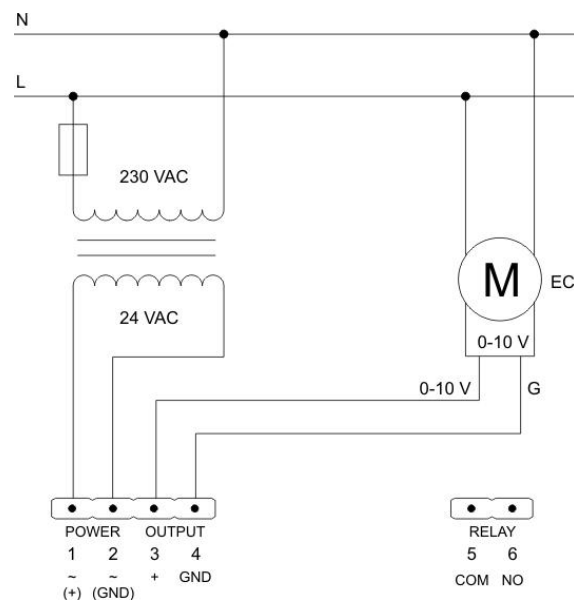 N
L
230 VAC
24 VAC
M
EC
0-10 V
0-10 V
G
POWER
OUTPUT
RELAY
1
2
3
4
5
6
~
~
+
GND
COM
NO
(+)
(GND)